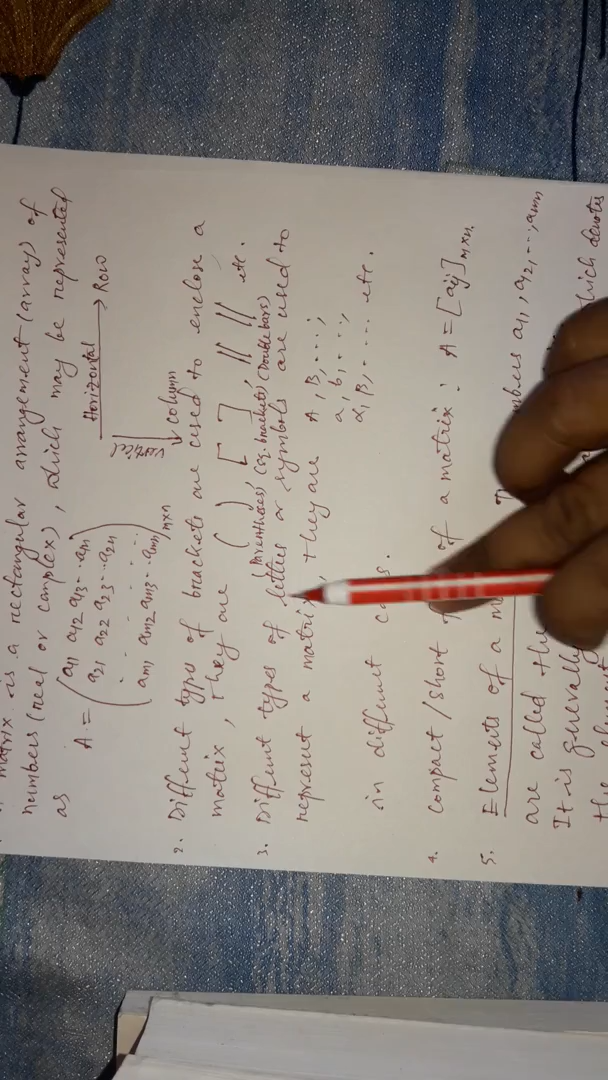 matrix is a rectangular arrangement (array) of
numbers (real or complex), which may be represented
as
Horizontal → Row
vertical ↓ column
A = ( a11 a12 a13 ... a1n
a21 a22 a23 ... a2n
am1 am2 am3 ... amn )m×n
2. Different types of brackets are used to enclose a
matrix, They are ( ) , [ ] , || || etc.
(Parentheses) (sq. brackets) (Double bars)
3. Different types of letters or symbols are used to
represent a matrix, they are A, B, ...;
a, b, ...;
α, β, .... etc.
in different
4. Compact/short of a matrix : A = [aij]m×n
5. Elements of a
numbers a11, a12, ..., amn
are called the
It is generally which denotes
the